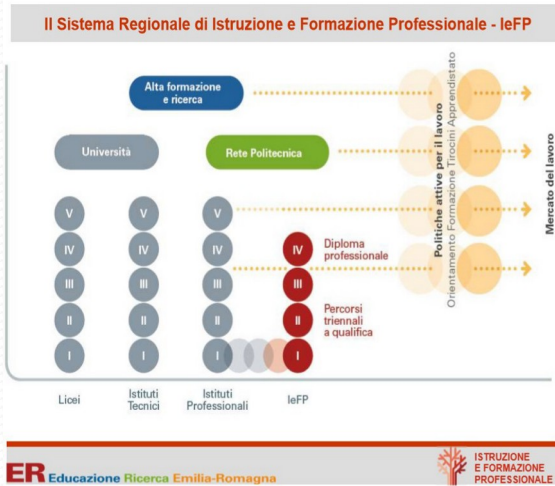 Il Sistema Regionale di Istruzione e Formazione Professionale - IeFP
Alta formazione
e ricerca
Università
Rete Politecnica
V
V
V
IV
IV
IV
IV
Diploma
professionale
III
III
III
III
II
II
II
II
Percorsi
triennali
a qualifica
I
I
I
I
Licei
Istituti
Tecnici
Istituti
Professionali
IeFP
Politiche attive per il lavoro
Orientamento Formazione Tirocini Apprendistato
Mercato del lavoro
ER Educazione Ricerca Emilia-Romagna
ISTRUZIONE
E FORMAZIONE
PROFESSIONALE